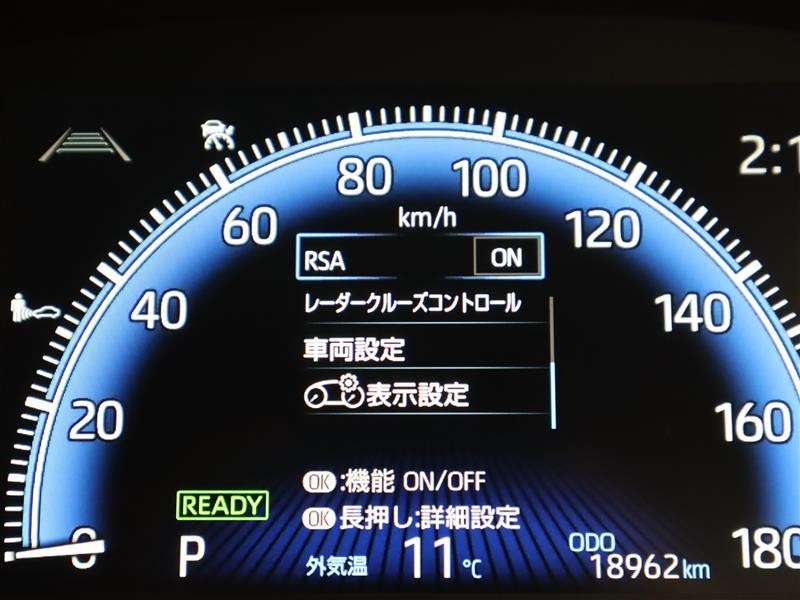 2:1
80
100
60
km/h
120
RSA ON
40
レーダークルーズコントロール
140
車両設定
表示設定
20
160
OK:機能 ON/OFF
READY
OK長押し:詳細設定
0
P
外気温 11℃
ODO
18962km
180